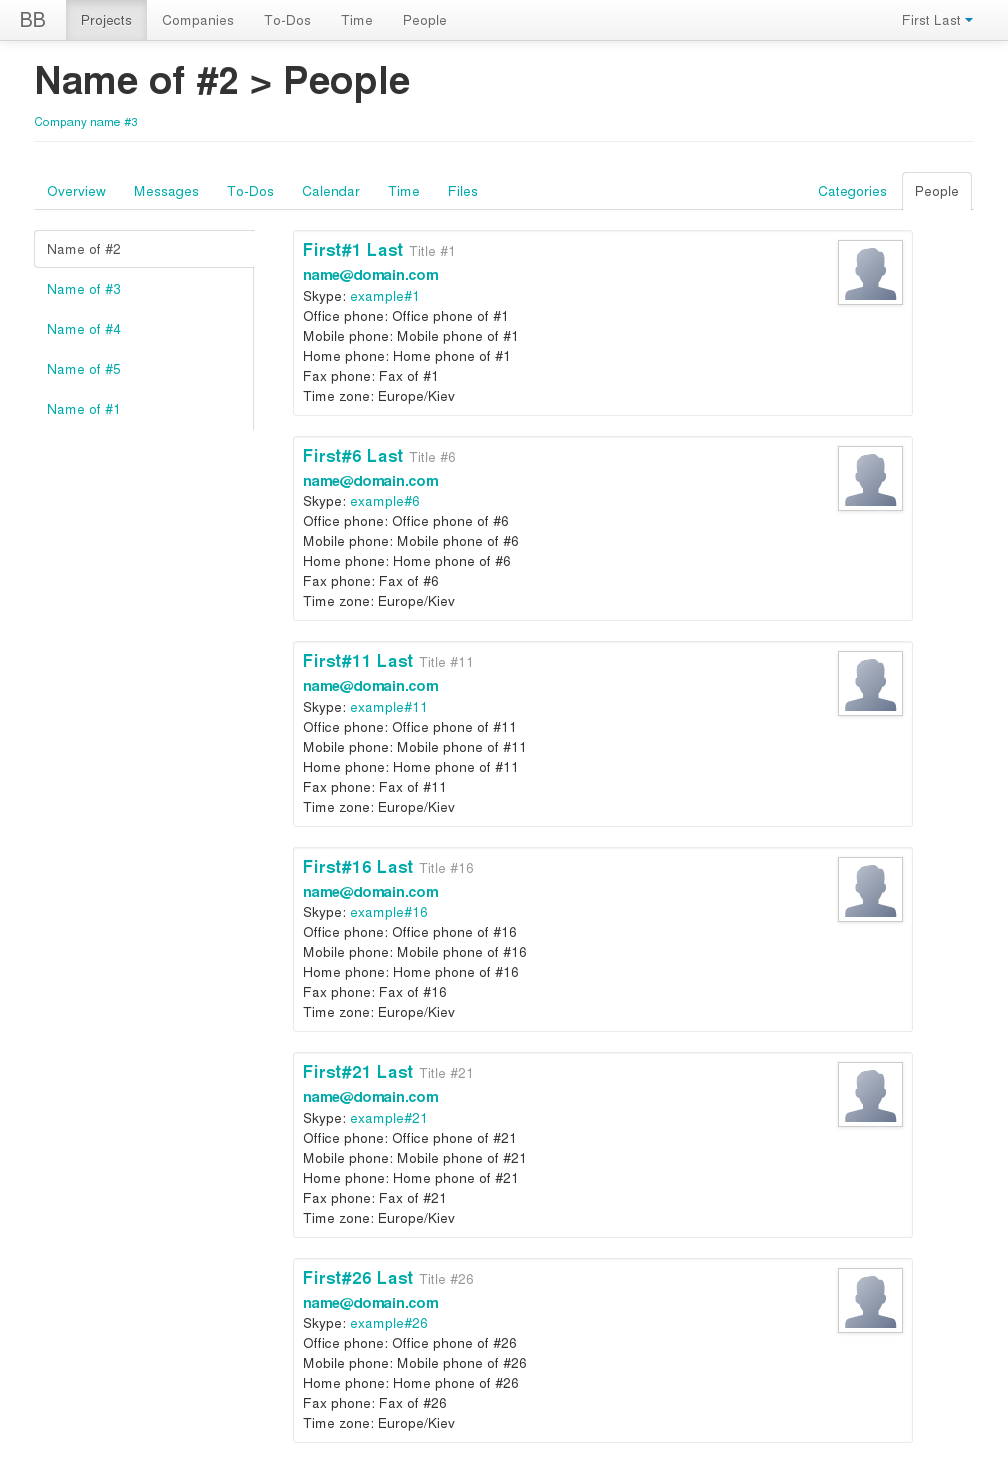 BB Projects Companies To-Dos Time People First Last
Name of #2 > People
Company name #3
Overview Messages To-Dos Calendar Time Files Categories People
Name of #2
Name of #3
Name of #4
Name of #5
Name of #1
First#1 Last Title #1
name@domain.com
Skype: example#1
Office phone: Office phone of #1
Mobile phone: Mobile phone of #1
Home phone: Home phone of #1
Fax phone: Fax of #1
Time zone: Europe/Kiev
First#6 Last Title #6
name@domain.com
Skype: example#6
Office phone: Office phone of #6
Mobile phone: Mobile phone of #6
Home phone: Home phone of #6
Fax phone: Fax of #6
Time zone: Europe/Kiev
First#11 Last Title #11
name@domain.com
Skype: example#11
Office phone: Office phone of #11
Mobile phone: Mobile phone of #11
Home phone: Home phone of #11
Fax phone: Fax of #11
Time zone: Europe/Kiev
First#16 Last Title #16
name@domain.com
Skype: example#16
Office phone: Office phone of #16
Mobile phone: Mobile phone of #16
Home phone: Home phone of #16
Fax phone: Fax of #16
Time zone: Europe/Kiev
First#21 Last Title #21
name@domain.com
Skype: example#21
Office phone: Office phone of #21
Mobile phone: Mobile phone of #21
Home phone: Home phone of #21
Fax phone: Fax of #21
Time zone: Europe/Kiev
First#26 Last Title #26
name@domain.com
Skype: example#26
Office phone: Office phone of #26
Mobile phone: Mobile phone of #26
Home phone: Home phone of #26
Fax phone: Fax of #26
Time zone: Europe/Kiev